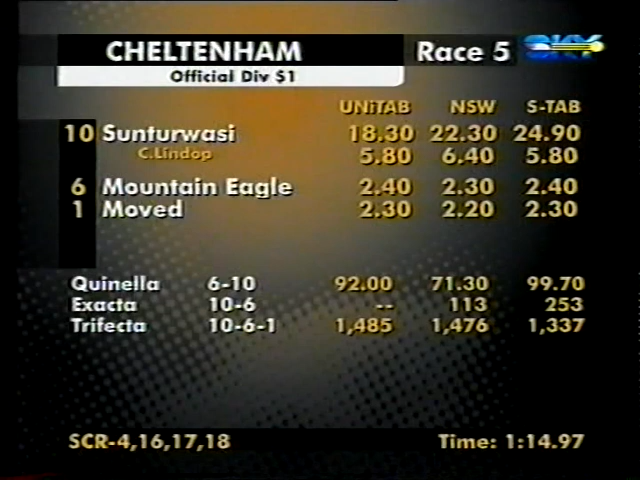 CHELTENHAM Race 5 SKY
Official Div $1
UNiTAB NSW S-TAB
10 Sunturwasi 18.30 22.30 24.90
C.Lindop 5.80 6.40 5.80
6 Mountain Eagle 2.40 2.30 2.40
1 Moved 2.30 2.20 2.30
Quinella 6-10 92.00 71.30 99.70
Exacta 10-6 -- 113 253
Trifecta 10-6-1 1,485 1,476 1,337
SCR-4,16,17,18 Time: 1:14.97